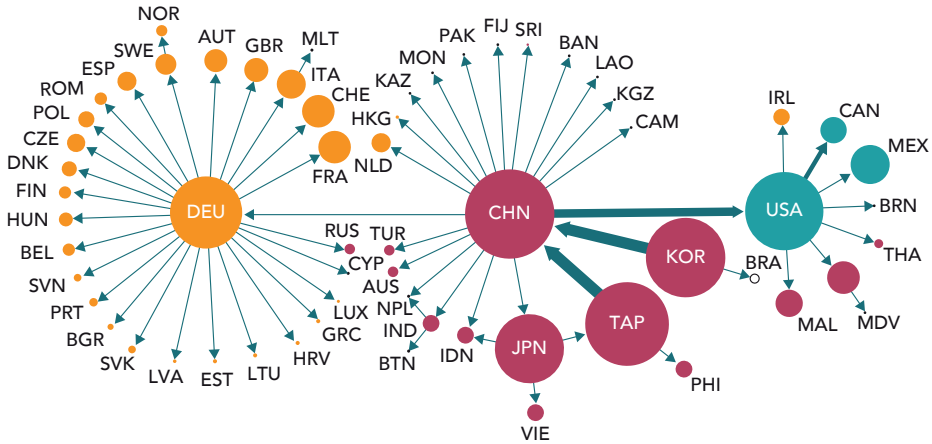 NOR
AUT
GBR
MLT
SWE
ESP
ITA
ROM
CHE
POL
CZE
DNK
FRA
FIN
DEU
HUN
BEL
RUS
CYP
SVN
PRT
LUX
BGR
GRC
SVK
HRV
LVA
EST
LTU
FIJ
SRI
PAK
BAN
MON
LAO
KAZ
KGZ
HKG
CAM
NLD
CHN
TUR
AUS
NPL
IND
BTN
IDN
JPN
VIE
TAP
PHI
KOR
BRA
IRL
CAN
MEX
USA
BRN
THA
MAL
MDV